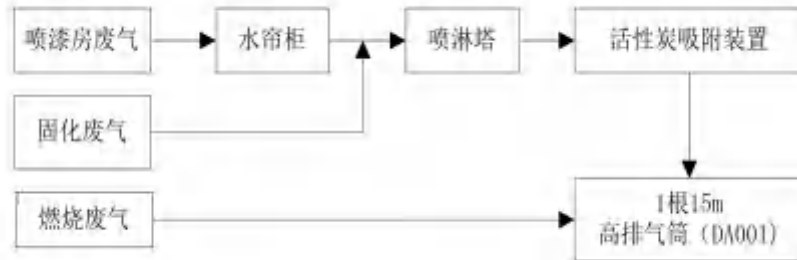 喷漆房废气
水帘柜
喷淋塔
活性炭吸附装置
固化废气
燃烧废气
1根15m
高排气筒（DA001）